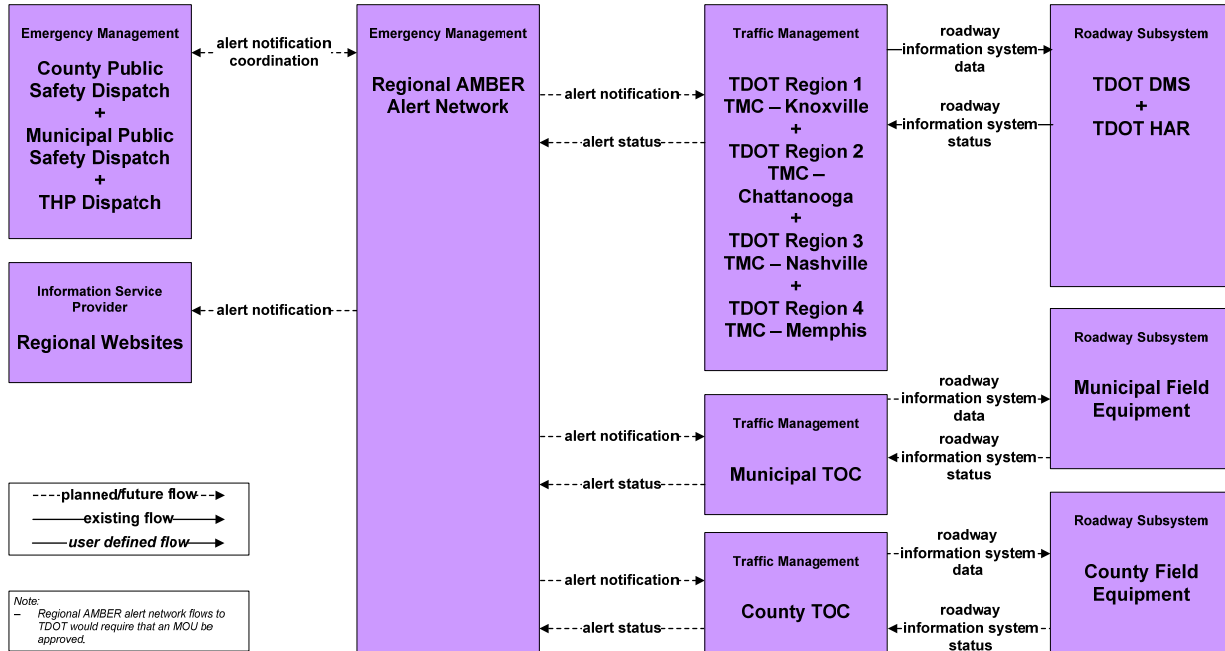 Emergency Management
County Public
Safety Dispatch
+
Municipal Public
Safety Dispatch
+
THP Dispatch
alert notification
coordination
Emergency Management
Regional AMBER
Alert Network
alert notification
alert status
Traffic Management
TDOT Region 1
TMC – Knoxville
+
TDOT Region 2
TMC –
Chattanooga
+
TDOT Region 3
TMC – Nashville
+
TDOT Region 4
TMC – Memphis
roadway
information system
data
roadway
information system
status
Roadway Subsystem
TDOT DMS
+
TDOT HAR
Information Service
Provider
Regional Websites
alert notification
alert notification
alert status
Traffic Management
Municipal TOC
roadway
information system
data
roadway
information system
status
Roadway Subsystem
Municipal Field
Equipment
alert notification
alert status
Traffic Management
County TOC
roadway
information system
data
roadway
information system
status
Roadway Subsystem
County Field
Equipment
planned/future flow
existing flow
user defined flow
Note:
– Regional AMBER alert network flows to
TDOT would require that an MOU be
approved.